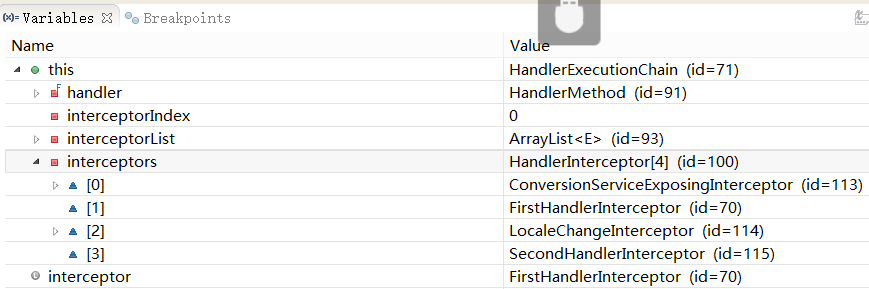 (x)= Variables Breakpoints
Name Value
this HandlerExecutionChain (id=71)
handler HandlerMethod (id=91)
interceptorIndex 0
interceptorList ArrayList<E> (id=93)
interceptors HandlerInterceptor[4] (id=100)
[0] ConversionServiceExposingInterceptor (id=113)
[1] FirstHandlerInterceptor (id=70)
[2] LocaleChangeInterceptor (id=114)
[3] SecondHandlerInterceptor (id=115)
interceptor FirstHandlerInterceptor (id=70)